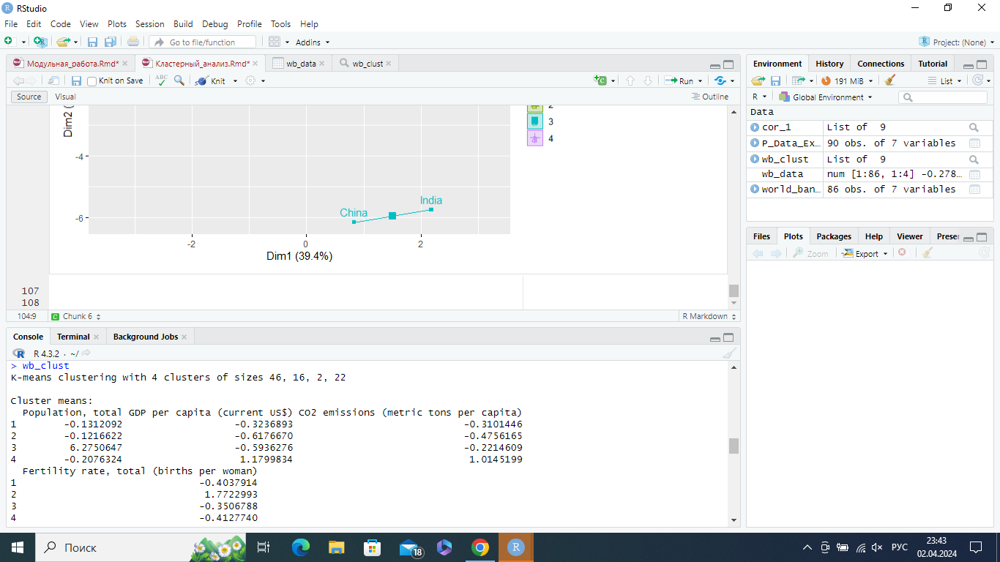 RStudio
File Edit Code View Plots Session Build Debug Profile Tools Help
Go to file/function Addins Project: (None)
Модульная_работа.Rmd* Кластерный_анализ.Rmd* wb_data wb_clust
Knit on Save ABC Knit Run
Source Visual Outline
Dim2 (
3
4
-4
-6
India
China
-2 0 2
Dim1 (39.4%)
107
108
104:9 Chunk 6 R Markdown
Console Terminal Background Jobs
R 4.3.2 · ~/
> wb_clust
K-means clustering with 4 clusters of sizes 46, 16, 2, 22
Cluster means:
Population, total GDP per capita (current US$) CO2 emissions (metric tons per capita)
1 -0.1312092 -0.3236893 -0.3101446
2 -0.1216622 -0.6176670 -0.4756165
3 6.2750647 -0.5936276 -0.2214609
4 -0.2076324 1.1799834 1.0145199
Fertility rate, total (births per woman)
1 -0.4037914
2 1.7722993
3 -0.3506788
4 -0.4127740
Environment History Connections Tutorial
191 MiB List
R Global Environment
Data
cor_1 List of 9
P_Data_Ex… 90 obs. of 7 variables
wb_clust List of 9
wb_data num [1:86, 1:4] -0.278…
world_ban… 86 obs. of 7 variables
Files Plots Packages Help Viewer Preser
Zoom Export
Поиск 18 РУС 23:43
02.04.2024